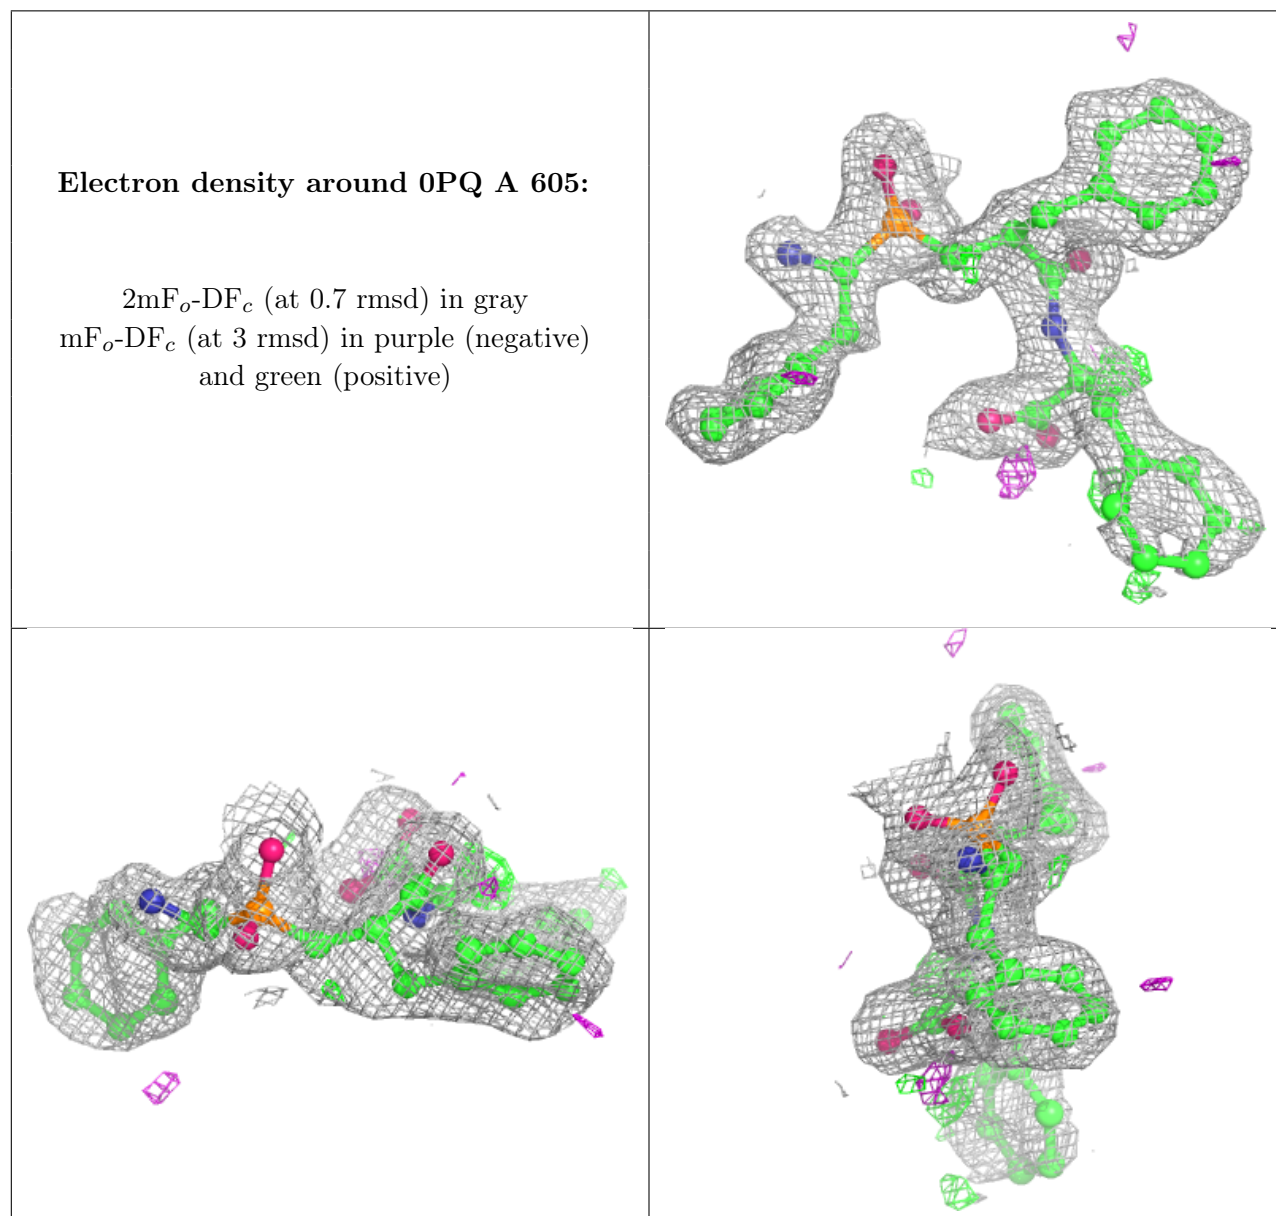 Electron density around 0PQ A 605:
2mFo-DFc (at 0.7 rmsd) in gray
mFo-DFc (at 3 rmsd) in purple (negative)
and green (positive)